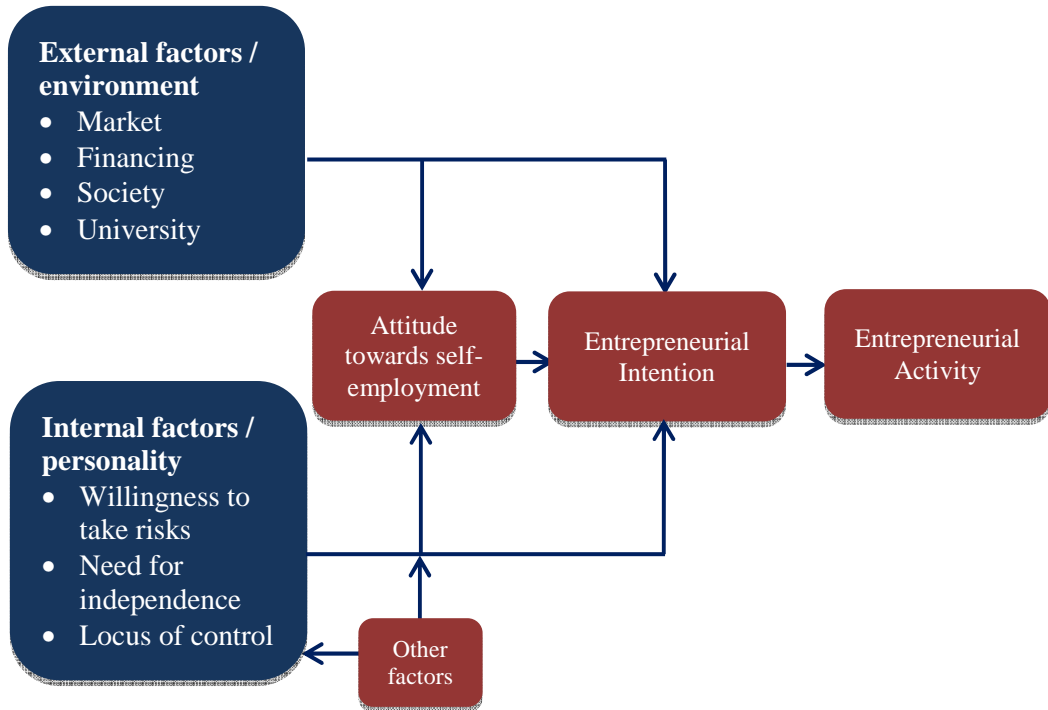 External factors /
environment
• Market
• Financing
• Society
• University
Attitude
towards self-
employment
Entrepreneurial
Intention
Entrepreneurial
Activity
Internal factors /
personality
• Willingness to
take risks
• Need for
independence
• Locus of control
Other
factors